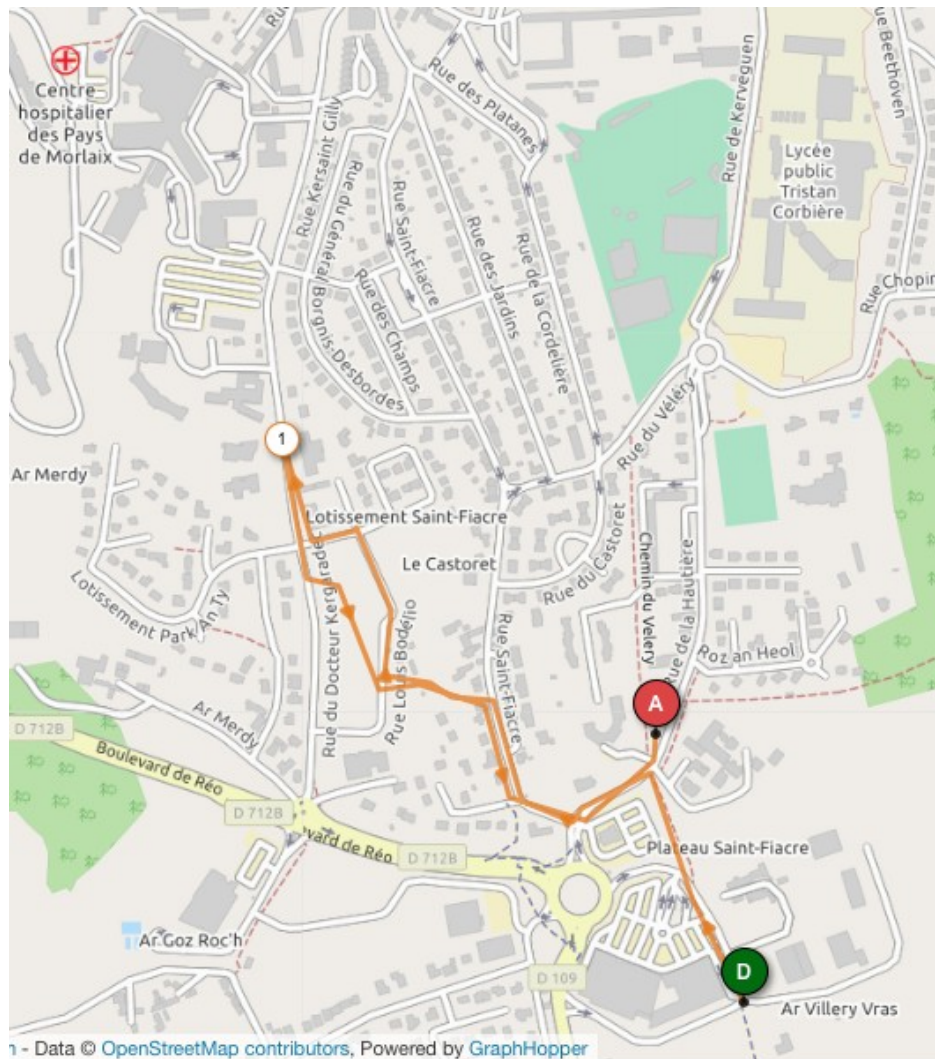 Centre
hospitalier
des Pays
de Morlaix
Rue Kersaint Gilly
Rue du Général Borgnis-Desbordes
Rue Saint-Fiacre
Rue des Champs
Rue des Platanes
Rue des Jardins
Rue de la Cordelière
Rue de Kerveguen
Rue Beethoven
Lycée
public
Tristan
Corbière
Rue Chopin
Rue du Véléry
1
Ar Merdy
Lotissement Saint-Fiacre
Le Castoret
Rue du Castoret
Chemin du Velery
Rue de la Hautière
Lotissement Park An Ty
Rue du Docteur Kergaradec
Rue Louis Bodélio
Rue Saint-Fiacre
Roz an Heol
A
D 712B
Ar Merdy
Boulevard de Réo
D 712B
vard de Réo
D 712B
Plateau Saint-Fiacre
Ar Goz Roc'h
D 109
D
Ar Villery Vras
- Data © OpenStreetMap contributors, Powered by GraphHopper